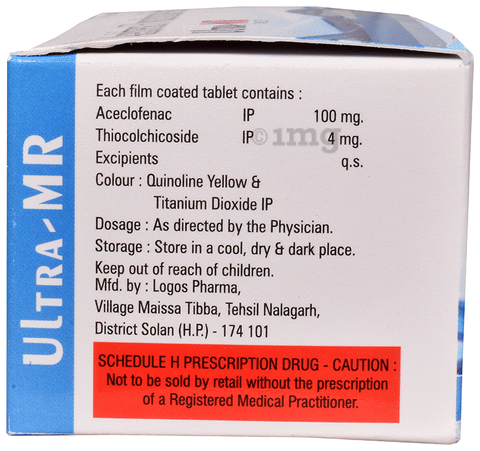 ULTRA-MR
Each film coated tablet contains :
Aceclofenac IP 100 mg.
Thiocolchicoside IP 4 mg.
Excipients q.s.
Colour : Quinoline Yellow &
Titanium Dioxide IP
Dosage : As directed by the Physician.
Storage : Store in a cool, dry & dark place.
Keep out of reach of children.
Mfd. by : Logos Pharma,
Village Maissa Tibba, Tehsil Nalagarh,
District Solan (H.P.) - 174 101
SCHEDULE H PRESCRIPTION DRUG - CAUTION :
Not to be sold by retail without the prescription
of a Registered Medical Practitioner.
© 1mg